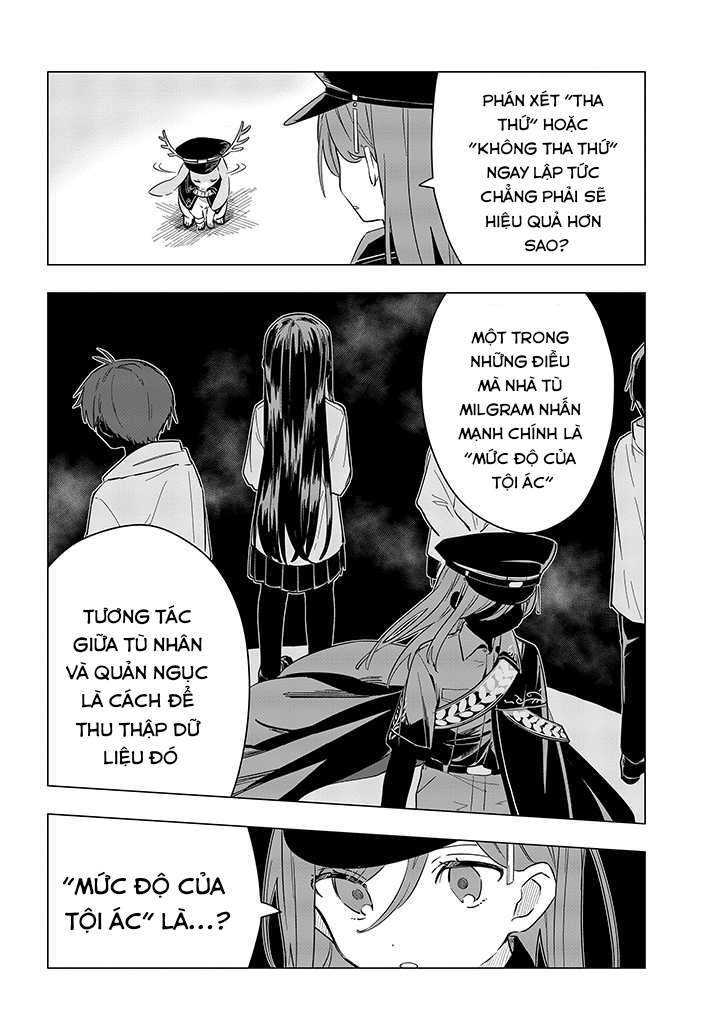 PHÁN XÉT “THA
THỨ” HOẶC
“KHÔNG THA THỨ”
NGAY LẬP TỨC
CHẲNG PHẢI SẼ
HIỆU QUẢ HƠN
SAO?
MỘT TRONG
NHỮNG ĐIỀU
MÀ NHÀ TÙ
MILGRAM NHẤN
MẠNH CHÍNH LÀ
“MỨC ĐỘ CỦA
TỘI ÁC”
TƯƠNG TÁC
GIỮA TÙ NHÂN
VÀ QUẢN NGỤC
LÀ CÁCH ĐỂ
THU THẬP DỮ
LIỆU ĐÓ
“MỨC ĐỘ CỦA
TỘI ÁC” LÀ...?